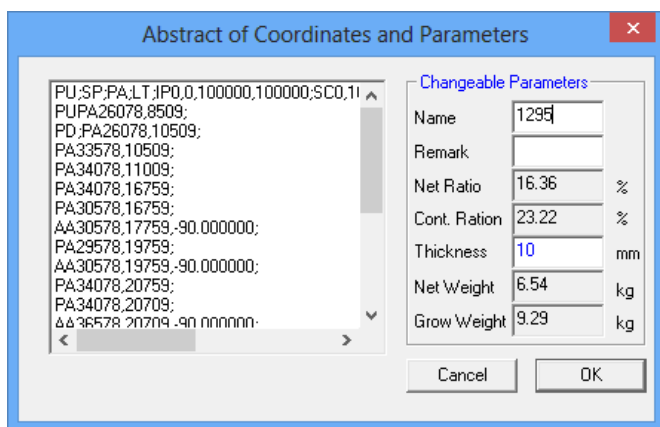 Abstract of Coordinates and Parameters
PU;SP;PA;LT;IP0,0,100000,100000;SC0,1
PUPA26078,8509;
PD;PA26078,10509;
PA33578,10509;
PA34078,11009;
PA34078,16759;
PA30578,16759;
AA30578,17759,-90.000000;
PA29578,19759;
AA30578,19759,-90.000000;
PA34078,20759;
PA34078,20709;
AA36578,20709,-90.000000;
Changeable Parameters
Name 1295
Remark
Net Ratio 16.36 %
Cont. Ration 23.22 %
Thickness 10 mm
Net Weight 6.54 kg
Grow Weight 9.29 kg
Cancel OK